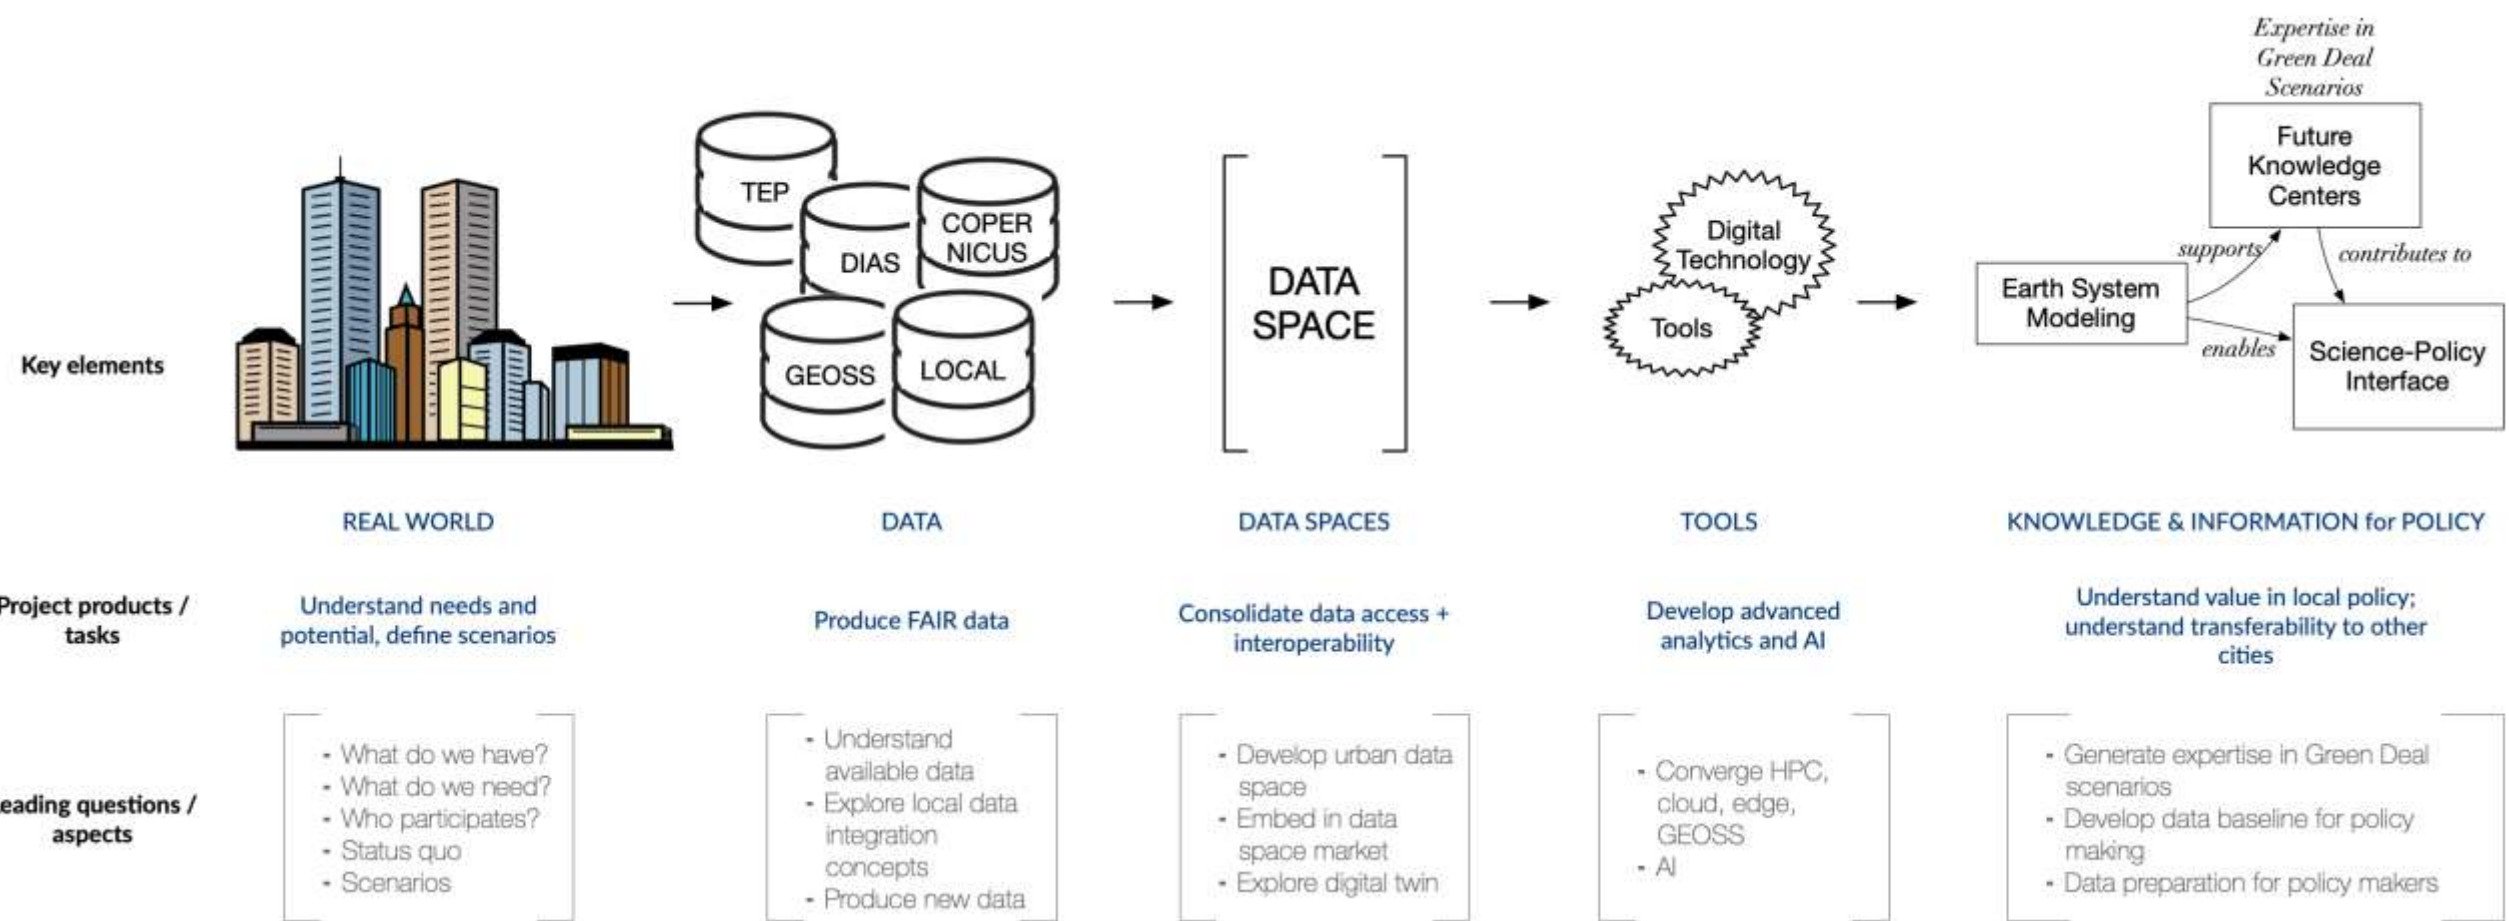 Expertise in
Green Deal
Scenarios
Future
Knowledge
Centers
supports
contributes to
Earth System
Modeling
enables
Science-Policy
Interface
TEP
DIAS
COPER
NICUS
GEOSS
LOCAL
DATA
SPACE
Digital
Technology
Tools
Key elements
REAL WORLD
DATA
DATA SPACES
TOOLS
KNOWLEDGE & INFORMATION for POLICY
Project products /
tasks
Understand needs and
potential, define scenarios
Produce FAIR data
Consolidate data access +
interoperability
Develop advanced
analytics and AI
Understand value in local policy;
understand transferability to other
cities
eading questions /
aspects
- What do we have?
- What do we need?
- Who participates?
- Status quo
- Scenarios
- Understand
available data
- Explore local data
integration
concepts
- Produce new data
- Develop urban data
space
- Embed in data
space market
- Explore digital twin
- Converge HPC,
cloud, edge,
GEOSS
- AI
- Generate expertise in Green Deal
scenarios
- Develop data baseline for policy
making
- Data preparation for policy makers